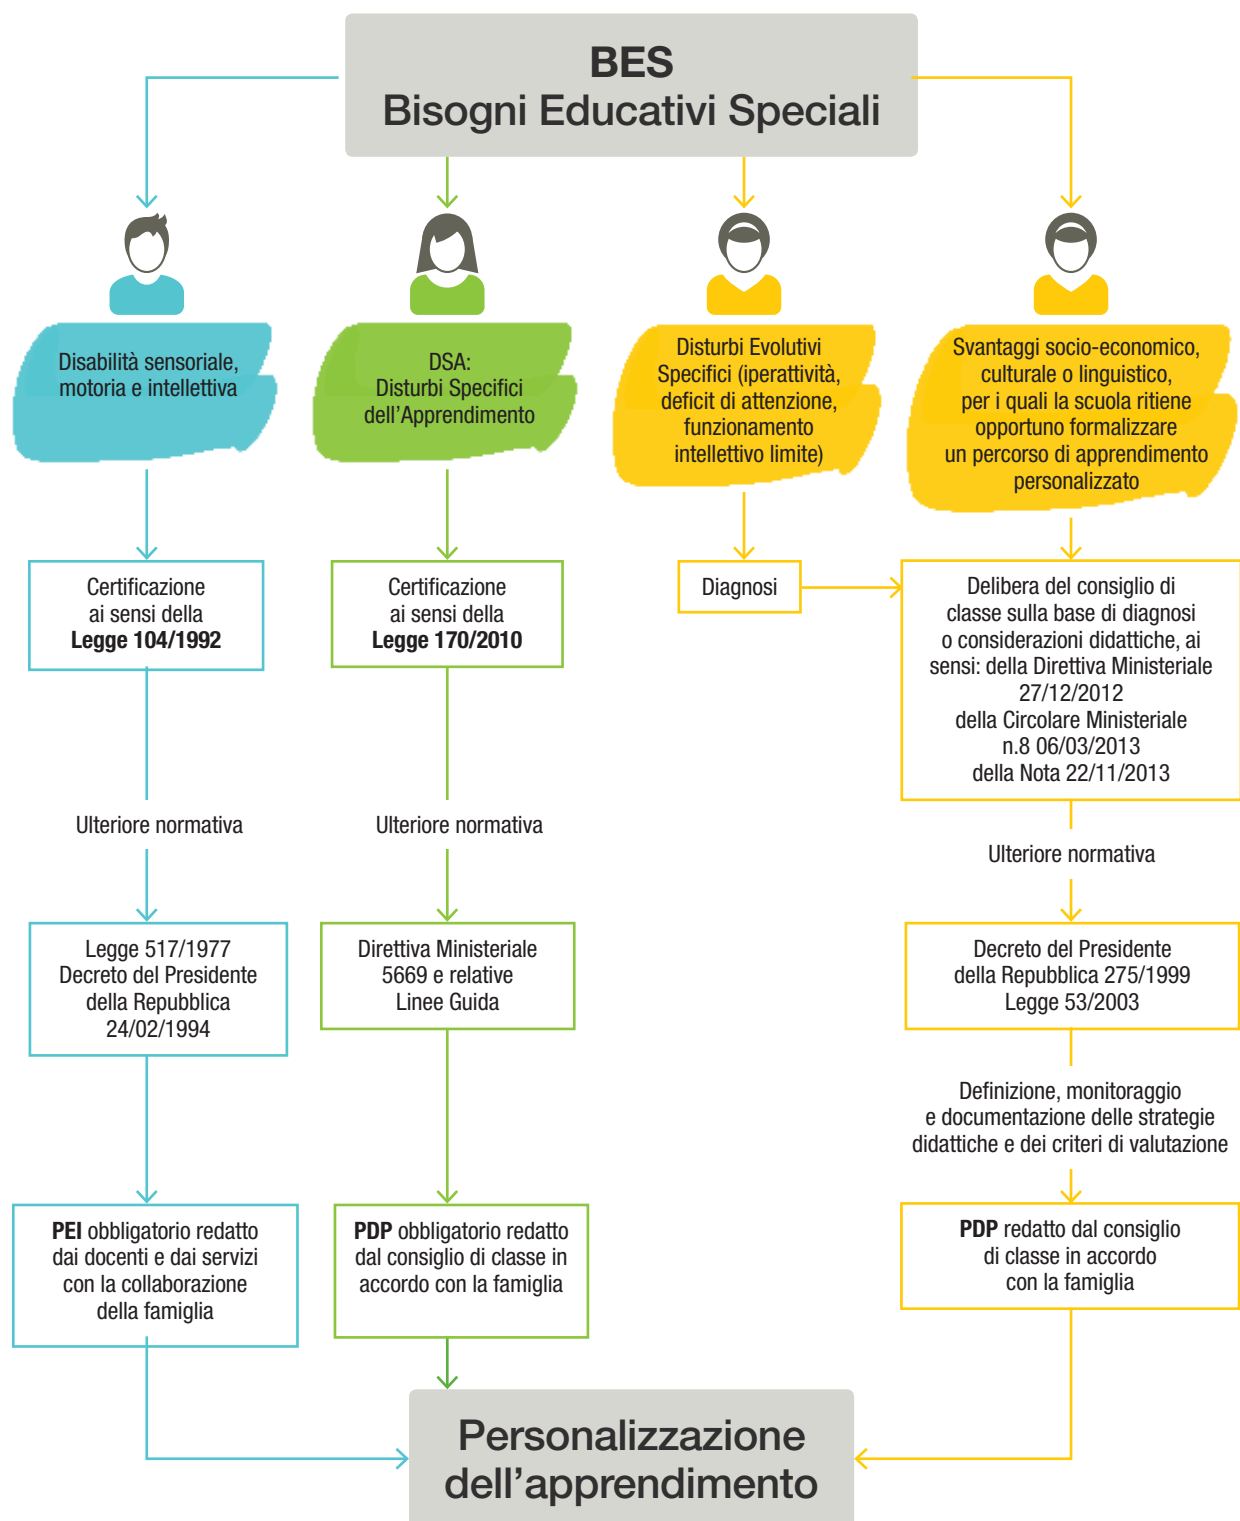 BES
Bisogni Educativi Speciali
Disabilità sensoriale,
motoria e intellettiva
DSA:
Disturbi Specifici
dell’Apprendimento
Disturbi Evolutivi
Specifici (iperattività,
deficit di attenzione,
funzionamento
intellettivo limite)
Svantaggi socio-economico,
culturale o linguistico,
per i quali la scuola ritiene
opportuno formalizzare
un percorso di apprendimento
personalizzato
Certificazione
ai sensi della
Legge 104/1992
Certificazione
ai sensi della
Legge 170/2010
Diagnosi
Delibera del consiglio di
classe sulla base di diagnosi
o considerazioni didattiche, ai
sensi: della Direttiva Ministeriale
27/12/2012
della Circolare Ministeriale
n.8 06/03/2013
della Nota 22/11/2013
Ulteriore normativa
Ulteriore normativa
Ulteriore normativa
Legge 517/1977
Decreto del Presidente
della Repubblica
24/02/1994
Direttiva Ministeriale
5669 e relative
Linee Guida
Decreto del Presidente
della Repubblica 275/1999
Legge 53/2003
Definizione, monitoraggio
e documentazione delle strategie
didattiche e dei criteri di valutazione
PEI obbligatorio redatto
dai docenti e dai servizi
con la collaborazione
della famiglia
PDP obbligatorio redatto
dal consiglio di classe in
accordo con la famiglia
PDP redatto dal consiglio
di classe in accordo
con la famiglia
Personalizzazione
dell’apprendimento